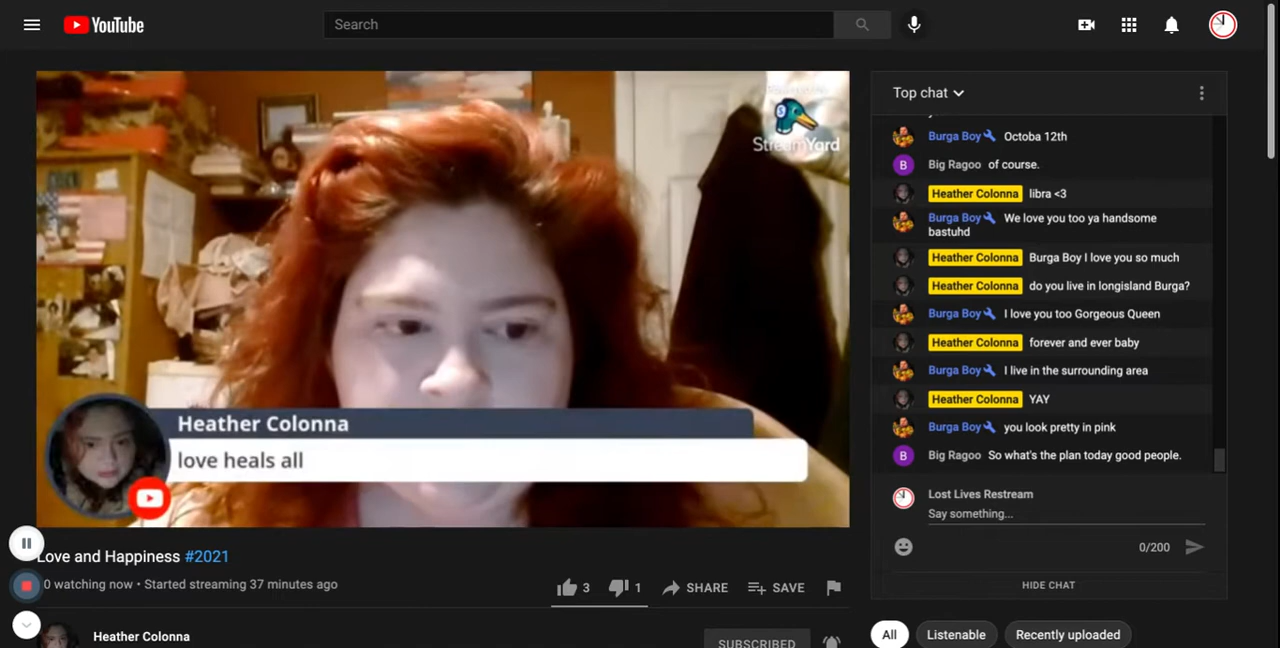 YouTube
Search
StreamYard
Heather Colonna
love heals all
Love and Happiness #2021
0 watching now • Started streaming 37 minutes ago
3
1
SHARE
SAVE
Heather Colonna
SUBSCRIBED
Top chat
Burga Boy Octoba 12th
B Big Ragoo of course.
Heather Colonna libra <3
Burga Boy We love you too ya handsome
bastuhd
Heather Colonna Burga Boy I love you so much
Heather Colonna do you live in longisland Burga?
Burga Boy I love you too Gorgeous Queen
Heather Colonna forever and ever baby
Burga Boy I live in the surrounding area
Heather Colonna YAY
Burga Boy you look pretty in pink
B Big Ragoo So what's the plan today good people.
Lost Lives Restream
Say something...
0/200
HIDE CHAT
All
Listenable
Recently uploaded